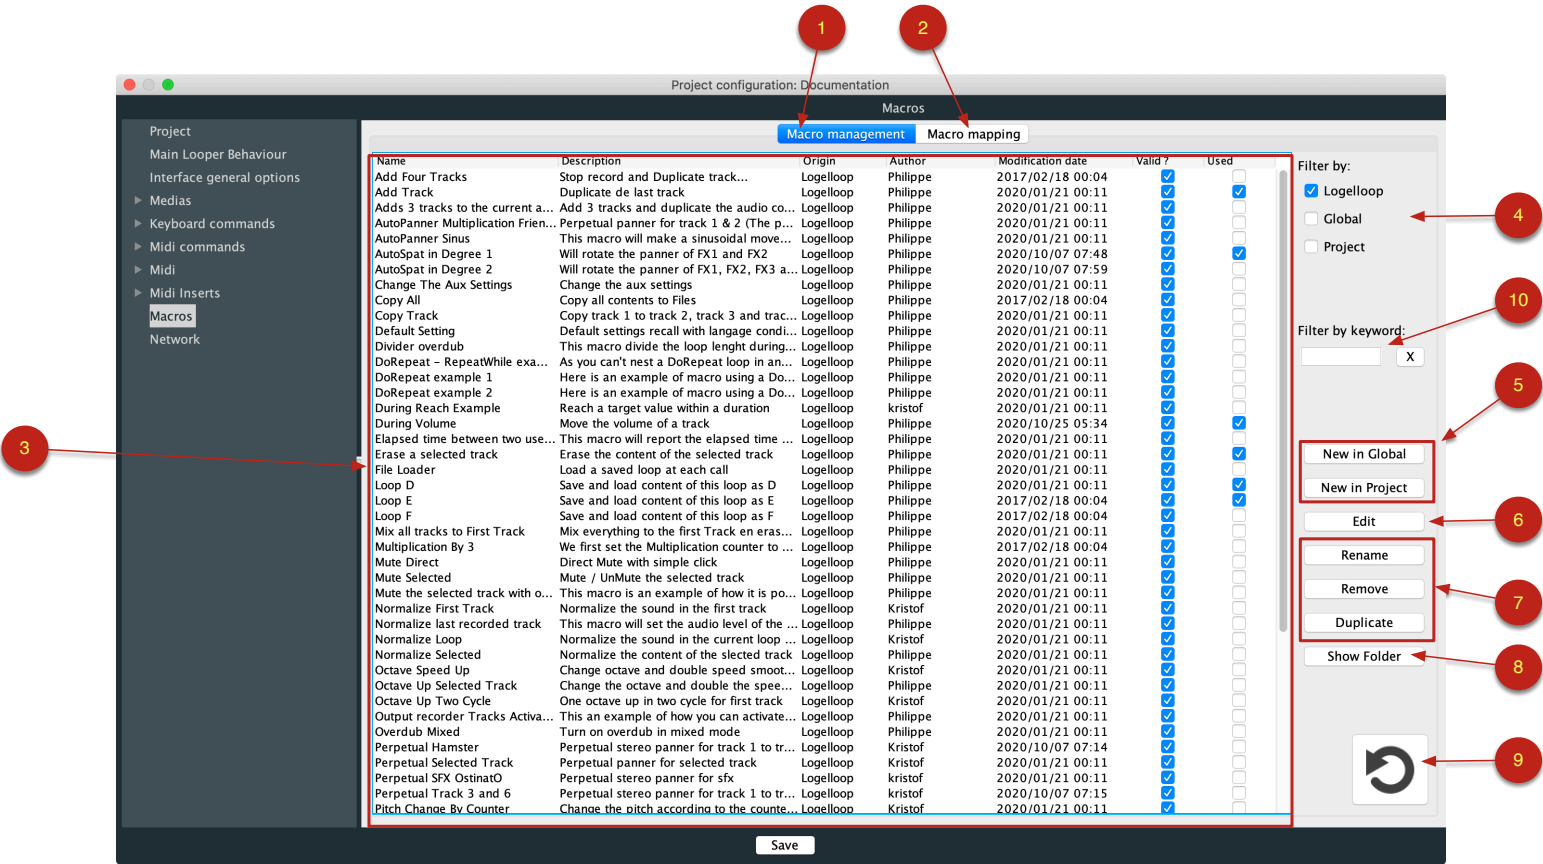 1
2
Project configuration: Documentation
Macros
Project
Main Looper Behaviour
Interface general options
Medias
Keyboard commands
Midi commands
Midi
Midi Inserts
Macros
Network
Macro management
Macro mapping
Name Description Origin Author Modification date Valid ? Used
Add Four Tracks Stop record and Duplicate track... Logelloop Philippe 2017/02/18 00:04
Add Track Duplicate de last track Logelloop Philippe 2020/01/21 00:11
Adds 3 tracks to the current a... Add 3 tracks and duplicate the audio co... Logelloop Philippe 2020/01/21 00:11
AutoPanner Multiplication Frien... Perpetual panner for track 1 & 2 (The p... Logelloop Philippe 2020/01/21 00:11
AutoPanner Sinus This macro will make a sinusoidal move... Logelloop Philippe 2020/01/21 00:11
AutoSpat in Degree 1 Will rotate the panner of FX1 and FX2 Logelloop Philippe 2020/10/07 07:48
AutoSpat in Degree 2 Will rotate the panner of FX1, FX2, FX3 a... Logelloop Philippe 2020/10/07 07:59
Change The Aux Settings Change the aux settings Logelloop Philippe 2020/01/21 00:11
Copy All Copy all contents to Files Logelloop Philippe 2017/02/18 00:04
Copy Track Copy track 1 to track 2, track 3 and trac... Logelloop Philippe 2020/01/21 00:11
Default Setting Default settings recall with langage condi... Logelloop Philippe 2020/01/21 00:11
Divider overdub This macro divide the loop lenght during... Logelloop Philippe 2020/01/21 00:11
DoRepeat - RepeatWhile exa... As you can't nest a DoRepeat loop in an... Logelloop Philippe 2020/01/21 00:11
DoRepeat example 1 Here is an example of macro using a Do... Logelloop Philippe 2020/01/21 00:11
DoRepeat example 2 Here is an example of macro using a Do... Logelloop Philippe 2020/01/21 00:11
During Reach Example Reach a target value within a duration Logelloop kristof 2020/01/21 00:11
During Volume Move the volume of a track Logelloop Philippe 2020/10/25 05:34
Elapsed time between two use... This macro will report the elapsed time ... Logelloop Philippe 2020/01/21 00:11
Erase a selected track Erase the content of the selected track Logelloop Philippe 2020/01/21 00:11
File Loader Load a saved loop at each call Logelloop Philippe 2020/01/21 00:11
Loop D Save and load content of this loop as D Logelloop Philippe 2020/01/21 00:11
Loop E Save and load content of this loop as E Logelloop Philippe 2017/02/18 00:04
Loop F Save and load content of this loop as F Logelloop Philippe 2017/02/18 00:04
Mix all tracks to First Track Mix everything to the first Track en eras... Logelloop Philippe 2020/01/21 00:11
Multiplication By 3 We first set the Multiplication counter to ... Logelloop Philippe 2017/02/18 00:04
Mute Direct Direct Mute with simple click Logelloop Philippe 2020/01/21 00:11
Mute Selected Mute / UnMute the selected track Logelloop Philippe 2020/01/21 00:11
Mute the selected track with o... This macro is an example of how it is po... Logelloop Philippe 2020/01/21 00:11
Normalize First Track Normalize the sound in the first track Logelloop Kristof 2020/01/21 00:11
Normalize last recorded track This macro will set the audio level of the ... Logelloop Philippe 2020/01/21 00:11
Normalize Loop Normalize the sound in the current loop ... Logelloop Kristof 2020/01/21 00:11
Normalize Selected Normalize the content of the slected track Logelloop Philippe 2020/01/21 00:11
Octave Speed Up Change octave and double speed smoot... Logelloop Kristof 2020/01/21 00:11
Octave Up Selected Track Change the octave and double the spee... Logelloop Philippe 2020/01/21 00:11
Octave Up Two Cycle One octave up in two cycle for first track Logelloop Kristof 2020/01/21 00:11
Output recorder Tracks Activa... This an example of how you can activate... Logelloop Philippe 2020/01/21 00:11
Overdub Mixed Turn on overdub in mixed mode Logelloop Philippe 2020/01/21 00:11
Perpetual Hamster Perpetual stereo panner for track 1 to tr... Logelloop Kristof 2020/10/07 07:14
Perpetual Selected Track Perpetual panner for selected track Logelloop Kristof 2020/01/21 00:11
Perpetual SFX OstinatO Perpetual stereo panner for sfx Logelloop kristof 2020/01/21 00:11
Perpetual Track 3 and 6 Perpetual stereo panner for track 1 to tr... Logelloop kristof 2020/10/07 07:15
Pitch Change By Counter Change the pitch according to the counte... Logelloop Kristof 2020/01/21 00:11
3
Filter by:
Logelloop
Global
Project
4
10
Filter by keyword:
X
5
New in Global
New in Project
Edit
6
Rename
Remove
Duplicate
7
Show Folder
8
9
Save